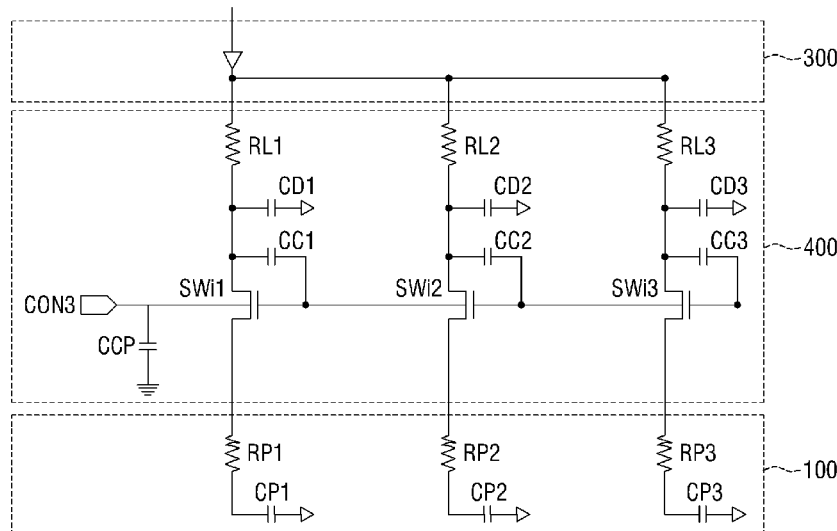 300
RL1 RL2 RL3
CD1 CD2 CD3
CC1 CC2 CC3
400
SWi1 SWi2 SWi3
CON3
CCP
RP1 RP2 RP3
100
CP1 CP2 CP3